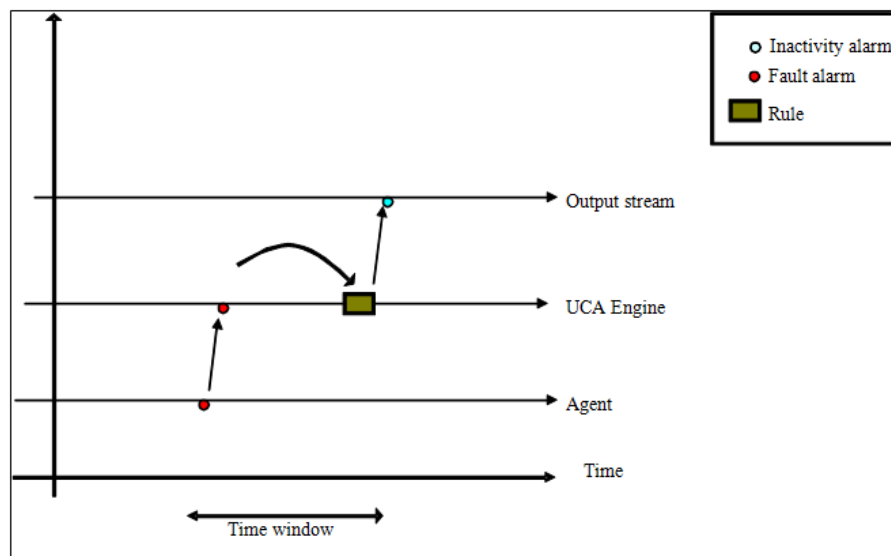 Inactivity alarm
Fault alarm
Rule
Output stream
UCA Engine
Agent
Time
Time window